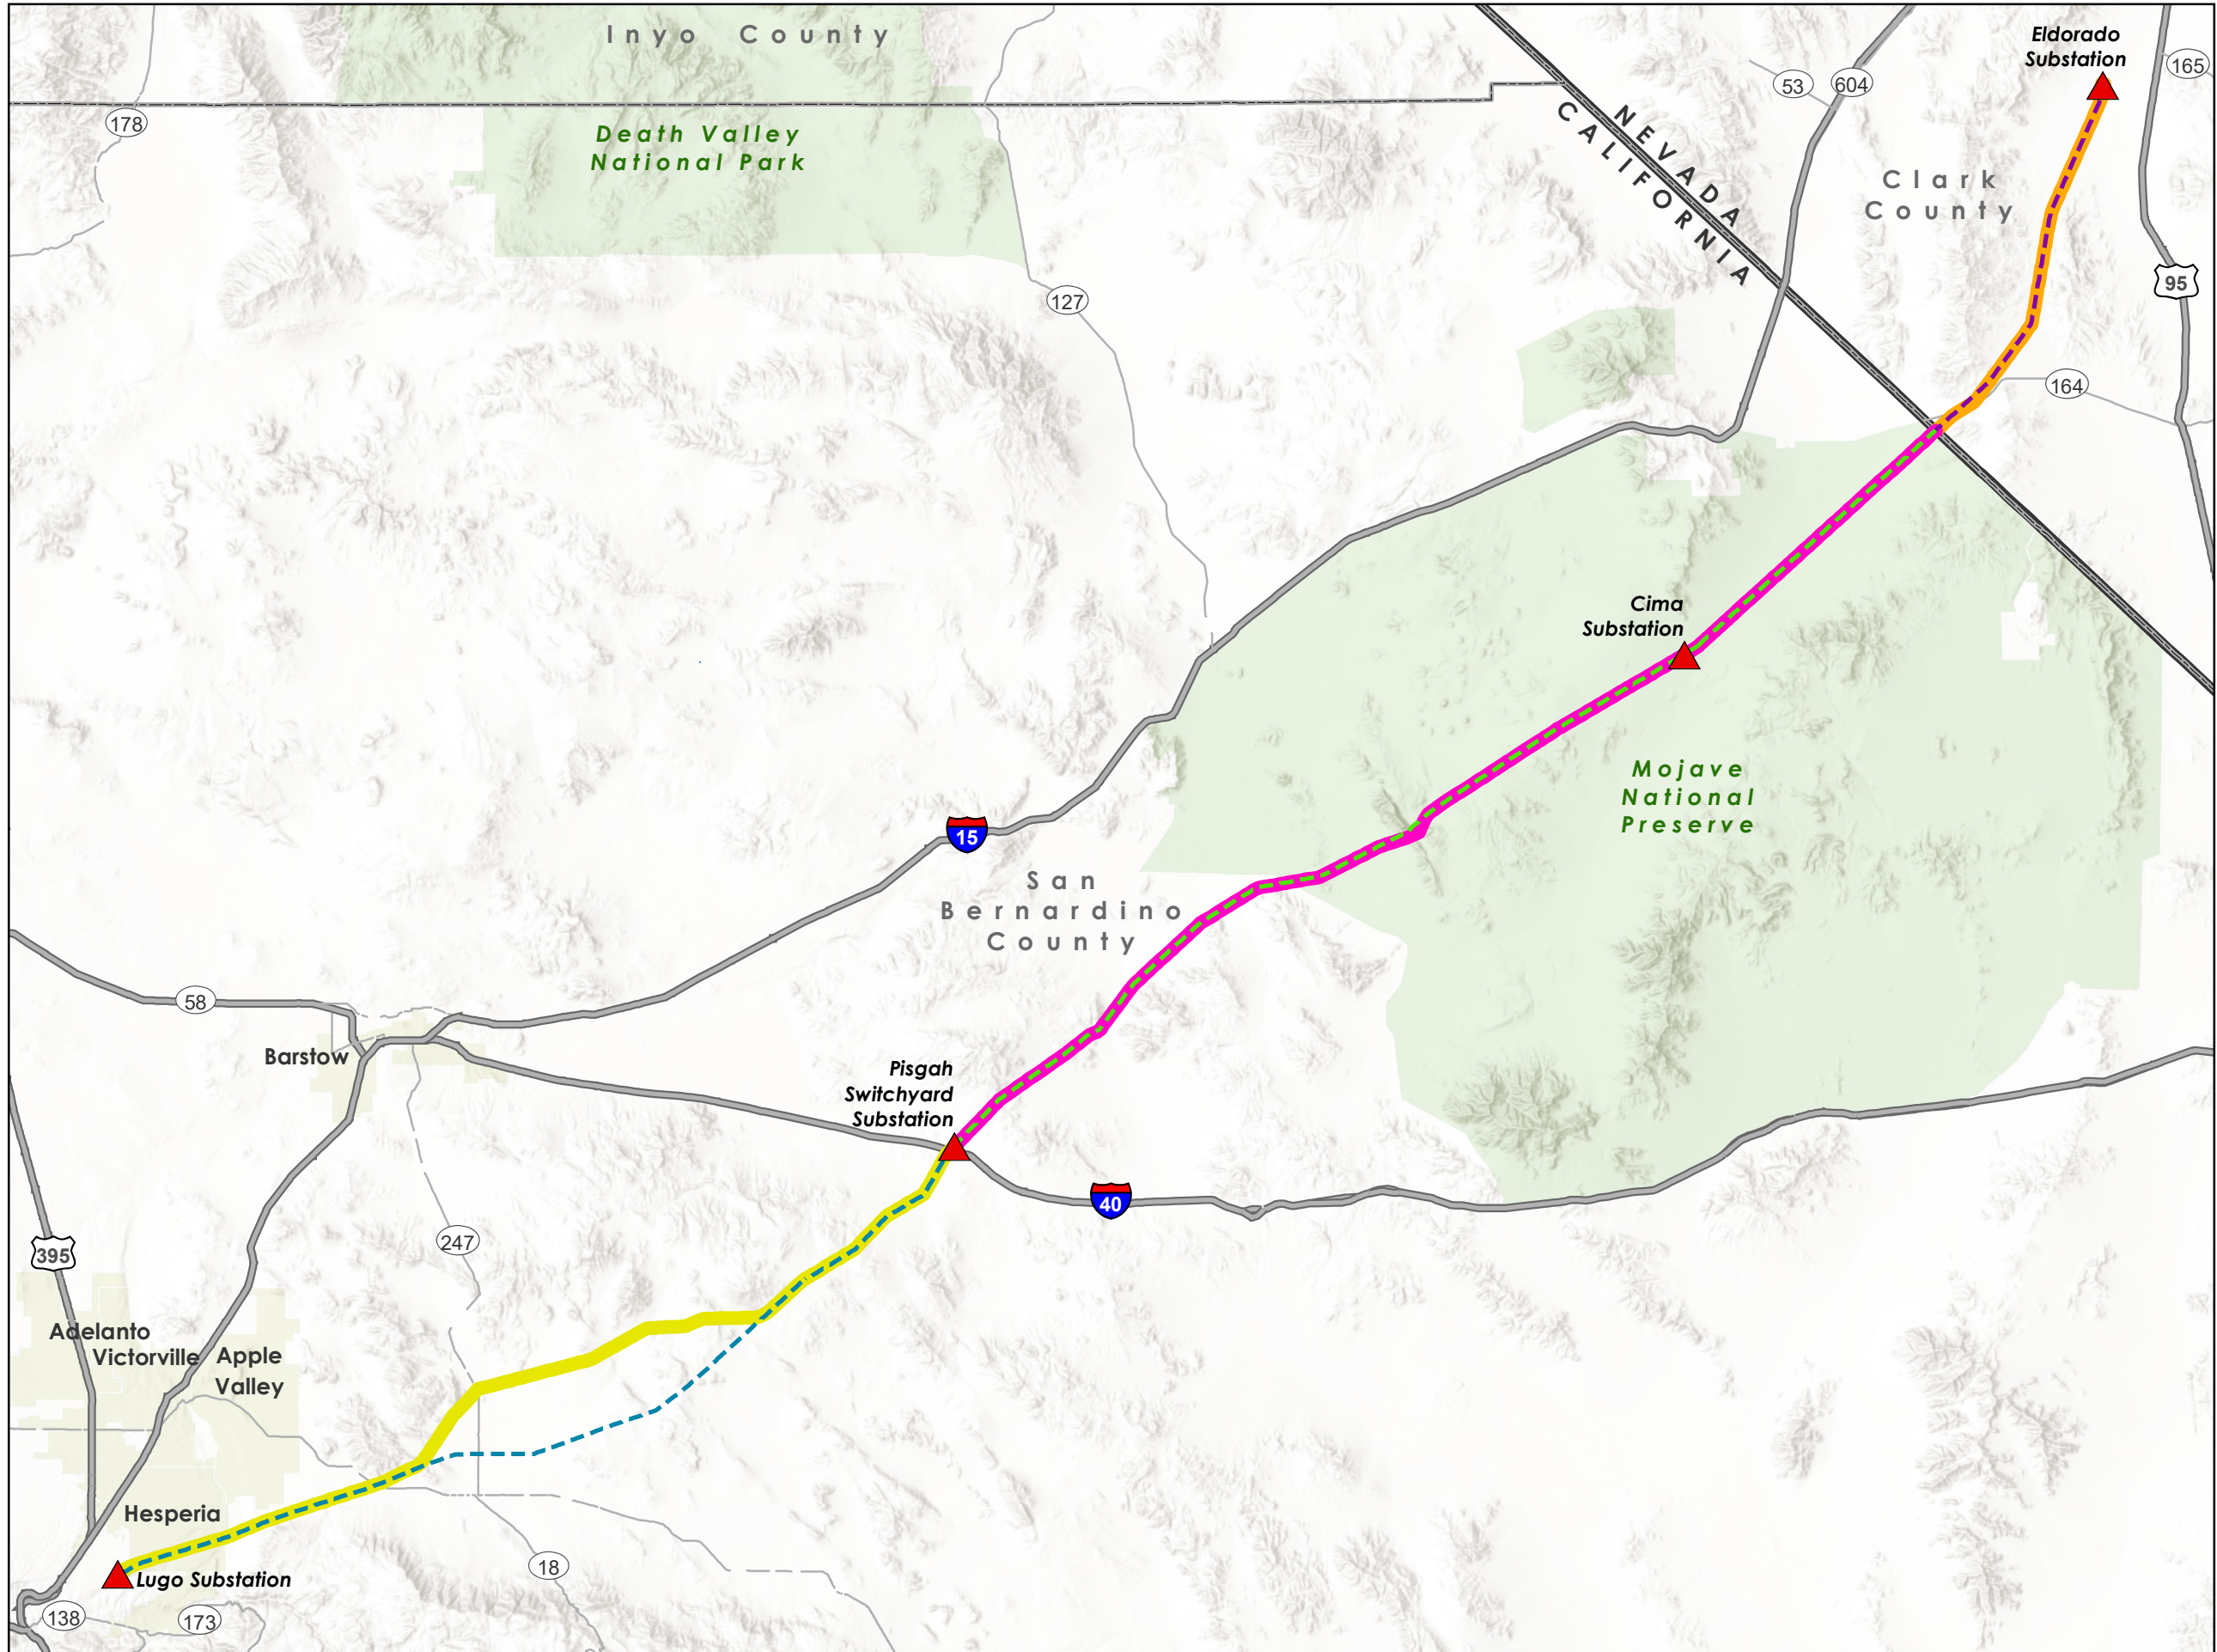 Inyo County
Eldorado
Substation
165
53
604
178
Death Valley
National Park
NEVADA
CALIFORNIA
Clark
County
127
95
164
Cima
Substation
Mojave
National
Preserve
15
San
Bernardino
County
58
Barstow
Pisgah
Switchyard
Substation
40
247
395
Adelanto
Victorville
Apple
Valley
Hesperia
18
Lugo Substation
138
173